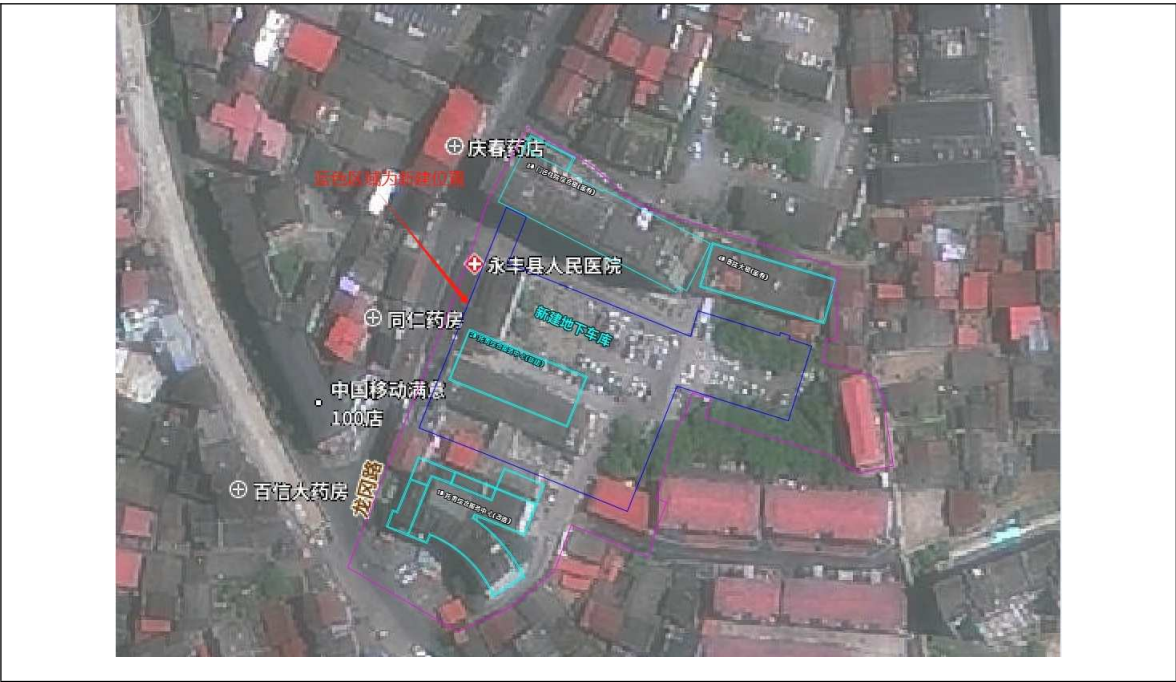 庆春药店
蓝色区域为新建位置
永丰县人民医院
新建地下车库
同仁药房
中国移动满意
100店
龙冈路
百信大药房